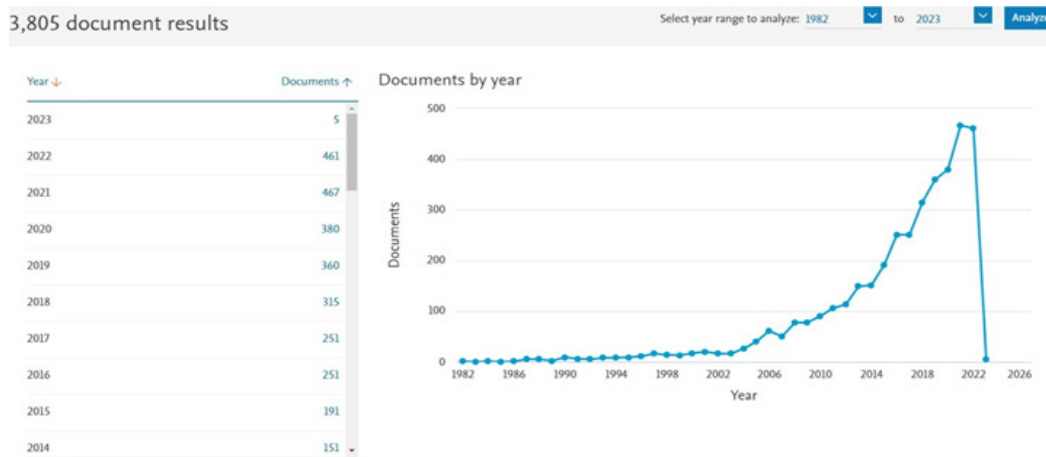 3,805 document results
Select year range to analyze: 1982 to 2023 Analyze
Year Documents
2023 5
2022 461
2021 467
2020 380
2019 360
2018 315
2017 251
2016 251
2015 191
2014 151
Documents by year
500
400
300
200
100
0
Documents
1982 1986 1990 1994 1998 2002 2006 2010 2014 2018 2022 2026
Year